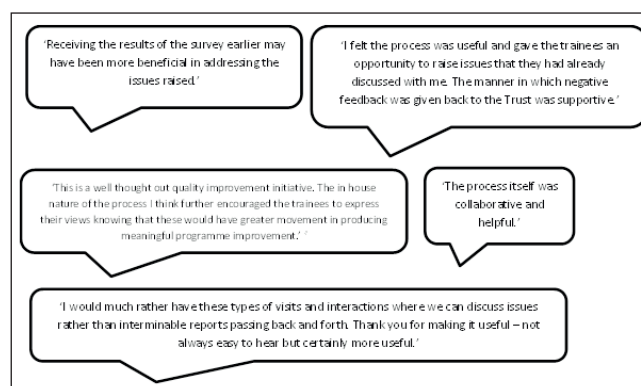 ‘Receiving the results of the survey earlier may
have been more beneficial in addressing the
issues raised.’
‘I felt the process was useful and gave the trainees an
opportunity to raise issues that they had already
discussed with me. The manner in which negative
feedback was given back to the Trust was supportive.’
‘This is a well thought out quality improvement initiative. The in house
nature of the process I think further encouraged the trainees to express
their views knowing that these would have greater movement in producing
meaningful programme improvement.’
‘The process itself was
collaborative and
helpful.’
‘I would much rather have these types of visits and interactions where we can discuss issues
rather than interminable reports passing back and forth. Thank you for making it useful – not
always easy to hear but certainly more useful.’